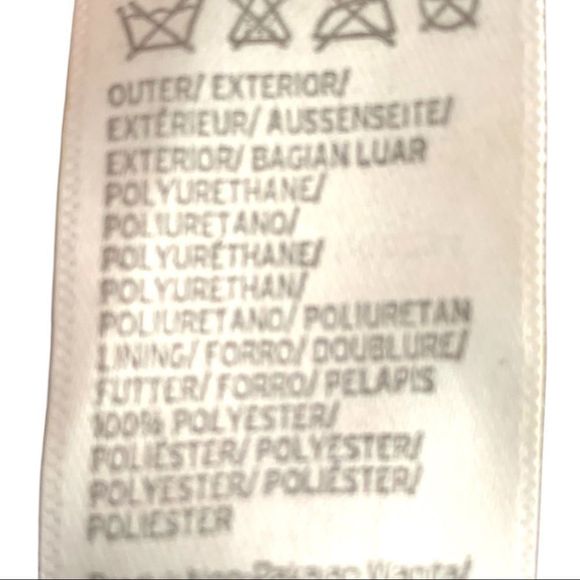 OUTER/ EXTERIOR/
EXTÉRIEUR/ AUSSENSEITE/
EXTERIOR/ BAGIAN LUAR
POLYURETHANE/
POLIURETANO/
POLYURÉTHANE/
POLYURETHAN/
POLIURETANO/ POLIURETAN
LINING/ FORRO/ DOUBLURE/
FUTTER/ FORRO/ PELAPIS
100% POLYESTER/
POLIÉSTER/ POLYESTER/
POLYESTER/ POLIÉSTER/
POLIESTER